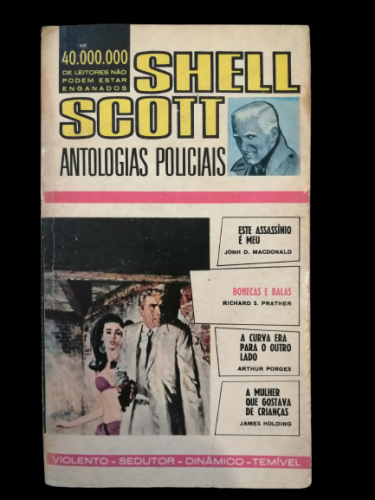 40.000.000
DE LEITORES NÃO
PODEM ESTAR
ENGANADOS
SHELL
SCOTT
ANTOLOGIAS POLICIAIS
ESTE ASSASSÍNIO
É MEU
JOHN D. MACDONALD
BONECAS E BALAS
RICHARD S. PRATHER
A CURVA ERA
PARA O OUTRO
LADO
ARTHUR PORGES
A MULHER
QUE GOSTAVA
DE CRIANÇAS
JAMES HOLDING
VIOLENTO - SEDUTOR - DINÂMICO - TEMÍVEL